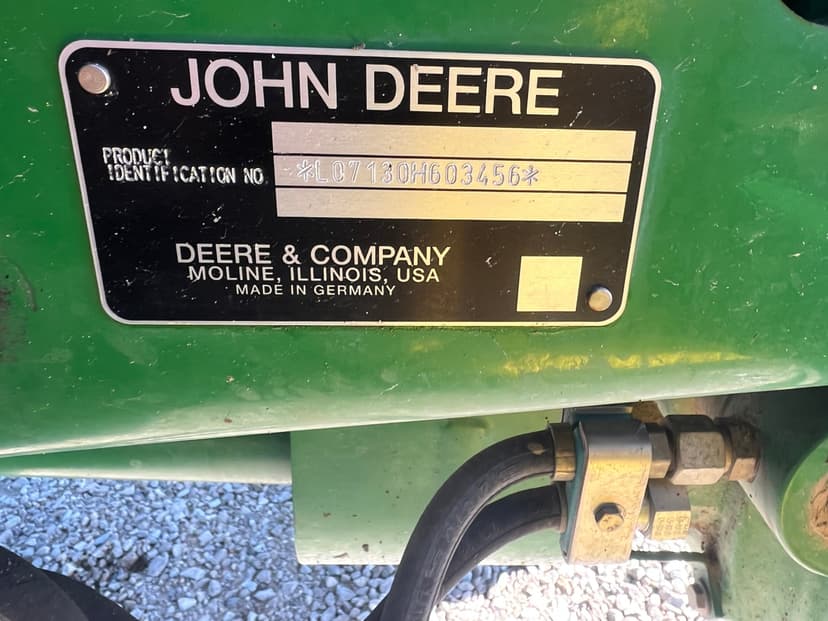 JOHN DEERE
PRODUCT
IDENTIFICATION NO.
*L07130H603456*
DEERE & COMPANY
MOLINE, ILLINOIS, USA
MADE IN GERMANY